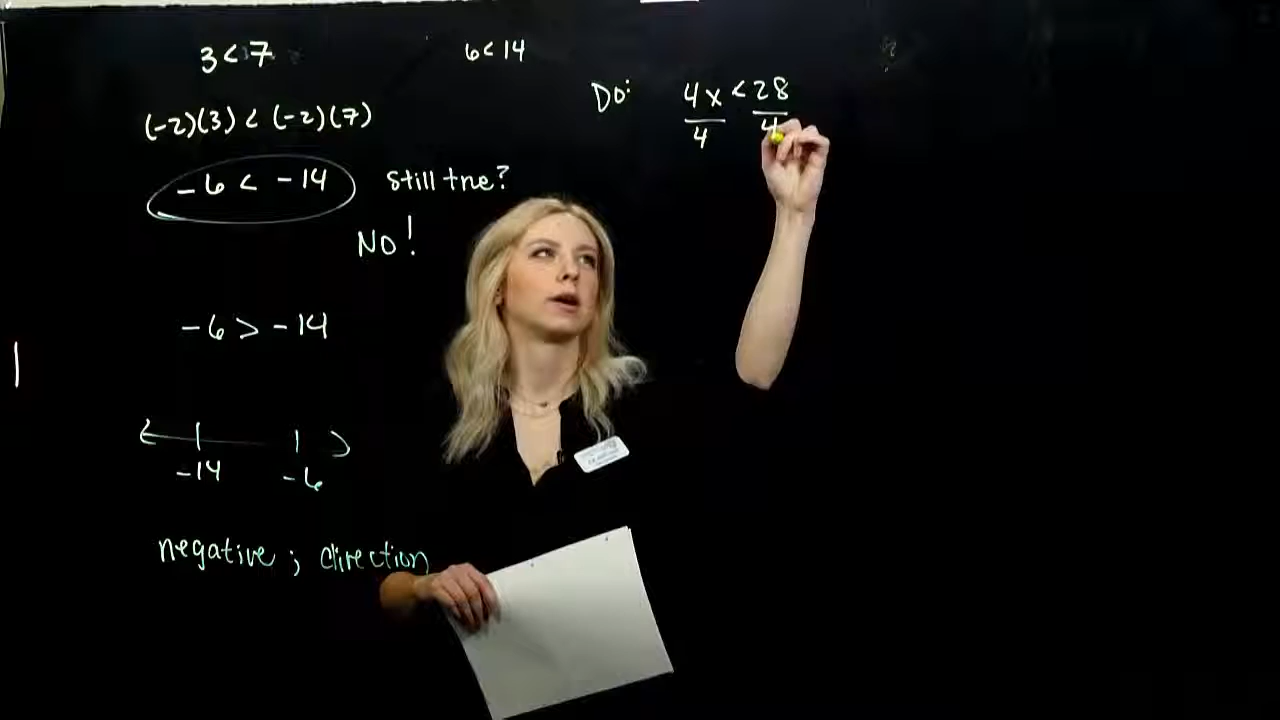 3 < 7
6 < 14
(-2)(3) < (-2)(7)
-6 < -14 Still true?
NO!
-6 > -14
-14 -6
negative ; direction
Do: 4x < 28
4 4